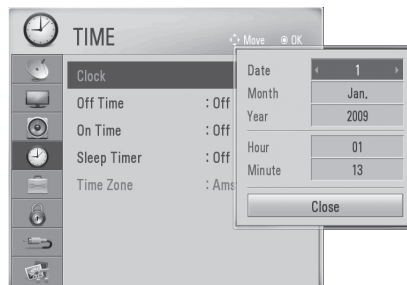 TIME
Move OK
Clock
Off Time : Off
On Time : Off
Sleep Timer : Off
Time Zone : Ams
Date 1
Month Jan.
Year 2009
Hour 01
Minute 13
Close